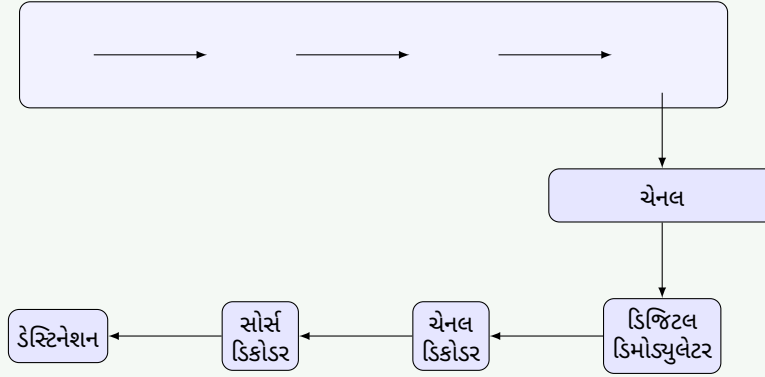 ચેનલ
ડેસ્ટિનેશન
સોર્સ
ડિકોડર
ચેનલ
ડિકોડર
ડિજિટલ
ડિમોડ્યુલેટર